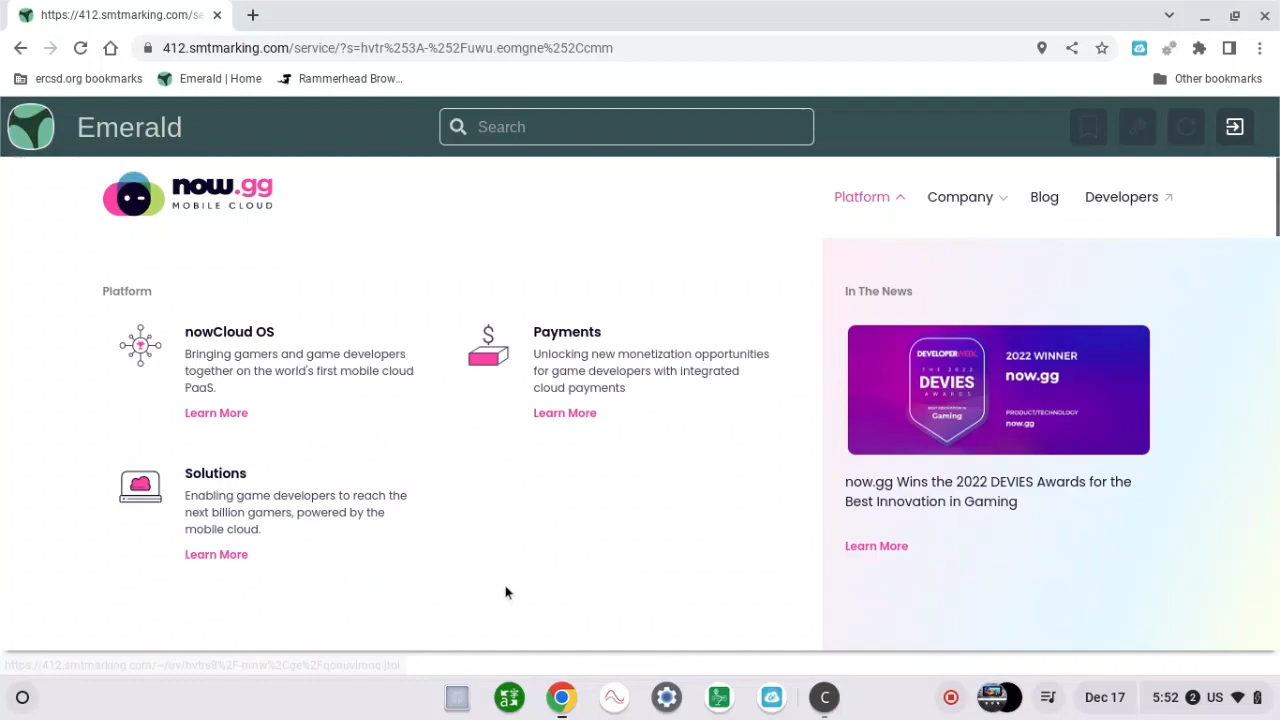 https://412.smtmarking.com/se
412.smtmarking.com/service/?s=hvtr%253A-%252Fuwu.eomgne%252Ccmm
ercsd.org bookmarks
Emerald | Home
Rammerhead Brow...
Other bookmarks
Emerald
Search
now.gg
MOBILE CLOUD
Platform
Company
Blog
Developers
Platform
In The News
nowCloud OS
Bringing gamers and game developers
together on the world's first mobile cloud
PaaS.
Learn More
Payments
Unlocking new monetization opportunities
for game developers with integrated
cloud payments
Learn More
DEVELOPERWEEK
THE 2022
DEVIES
AWARDS
Gaming
2022 WINNER
now.gg
PRODUCT/TECHNOLOGY
now.gg
Solutions
Enabling game developers to reach the
next billion gamers, powered by the
mobile cloud.
Learn More
now.gg Wins the 2022 DEVIES Awards for the
Best Innovation in Gaming
Learn More
C
Dec 17
5:52
2
US